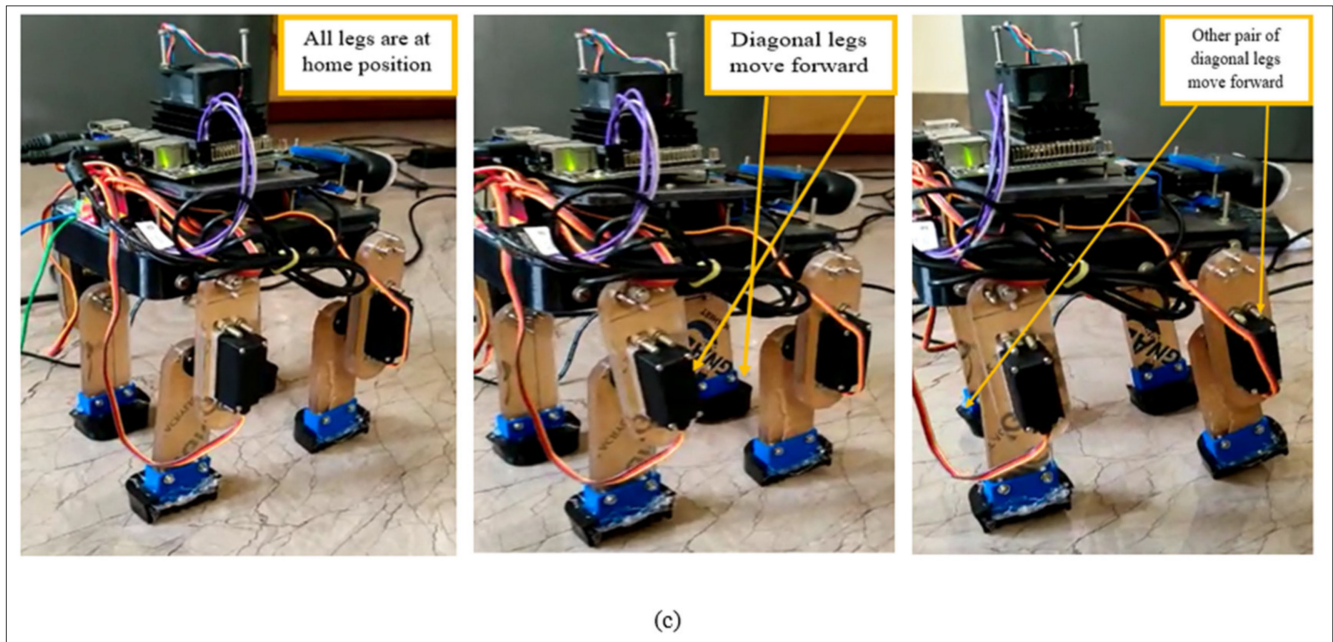 All legs are at
home position
Diagonal legs
move forward
Other pair of
diagonal legs
move forward
(c)